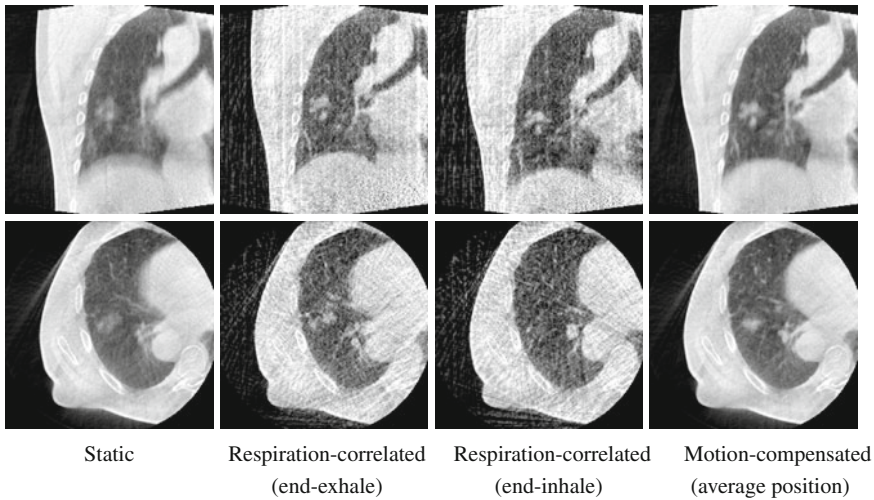 Static
Respiration-correlated
(end-exhale)
Respiration-correlated
(end-inhale)
Motion-compensated
(average position)